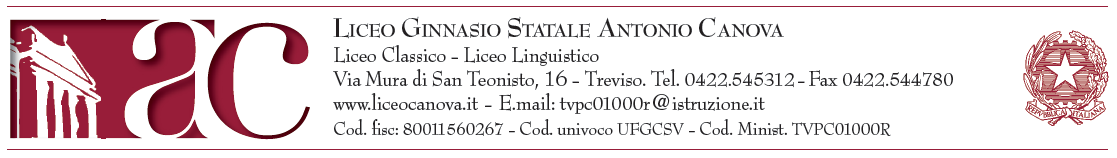 ac
LICEO GINNASIO STATALE ANTONIO CANOVA
Liceo Classico - Liceo Linguistico
Via Mura di San Teonisto, 16 - Treviso. Tel. 0422.545312 - Fax 0422.544780
www.liceocanova.it - E.mail: tvpc01000r@istruzione.it
Cod. fisc: 80011560267 - Cod. univoco UFGCSV - Cod. Minist. TVPC01000R
REPVBBLICA ITALIANA